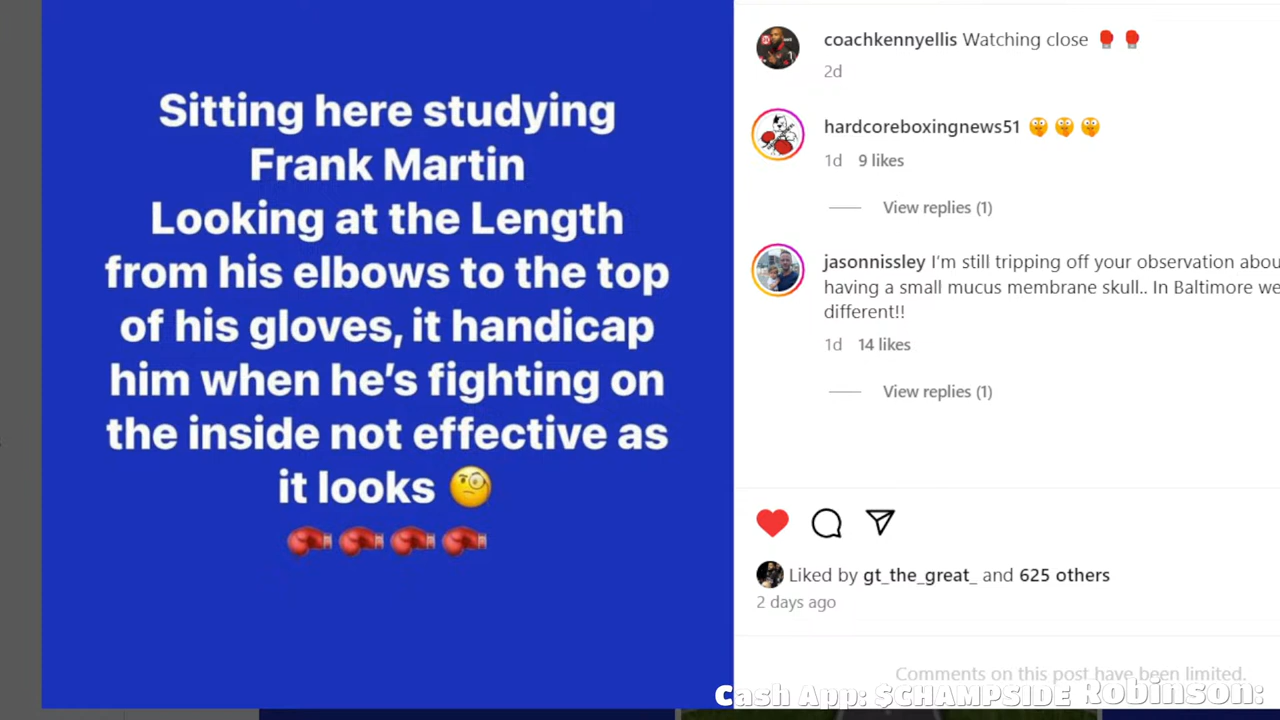 Sitting here studying
Frank Martin
Looking at the Length
from his elbows to the top
of his gloves, it handicap
him when he's fighting on
the inside not effective as
it looks 🧐
🥊🥊🥊🥊
coachkennyellis Watching close 🥊 🥊
2d
hardcoreboxingnews51 🤫 🤫 🤫
1d 9 likes
View replies (1)
jasonnissley I'm still tripping off your observation abou
having a small mucus membrane skull.. In Baltimore we
different!!
1d 14 likes
View replies (1)
Liked by gt_the_great_ and 625 others
2 days ago
Comments on this post have been limited.
Cash App: $CHAMPSIDE Robinson: